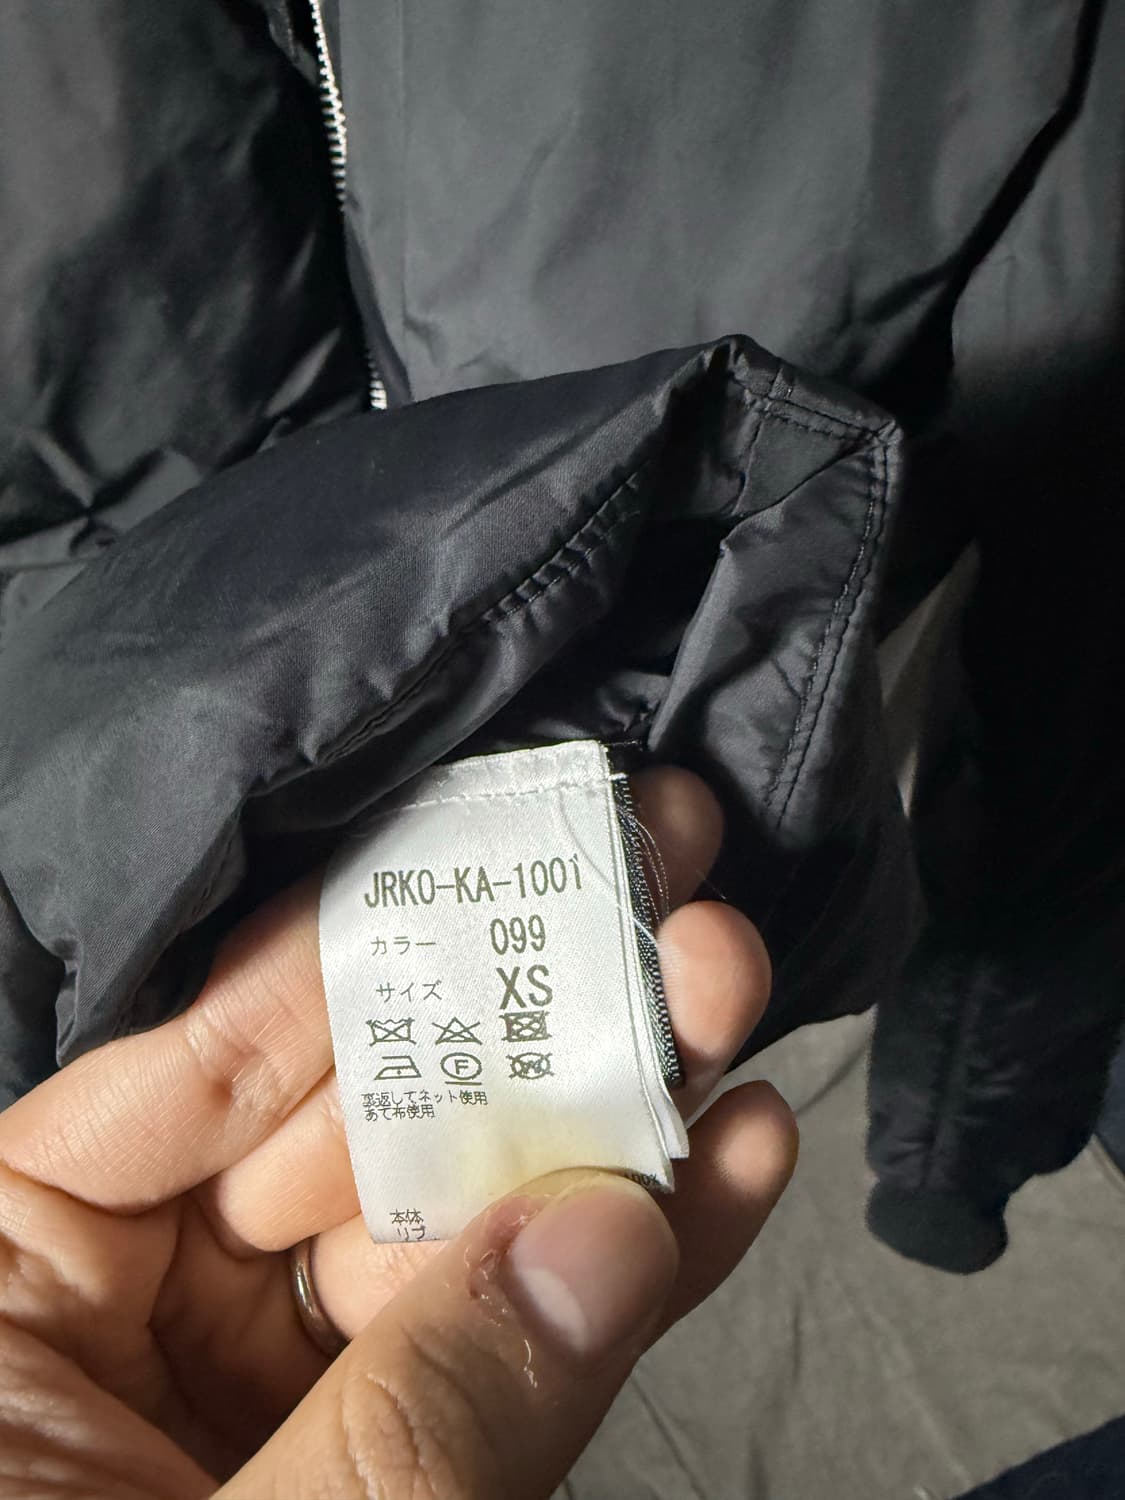 JRKO-KA-1001
カラー 099
サイズ XS
F
W
裏返してネット使用
あて布使用
00%
本体
リブ